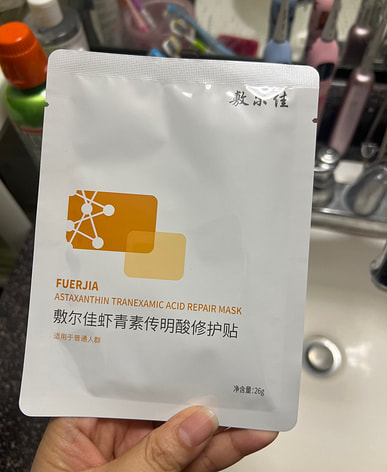 敷尔佳
FUERJIA
ASTAXANTHIN TRANEXAMIC ACID REPAIR MASK
敷尔佳虾青素传明酸修护贴
适用于普通人群
净含量:26g